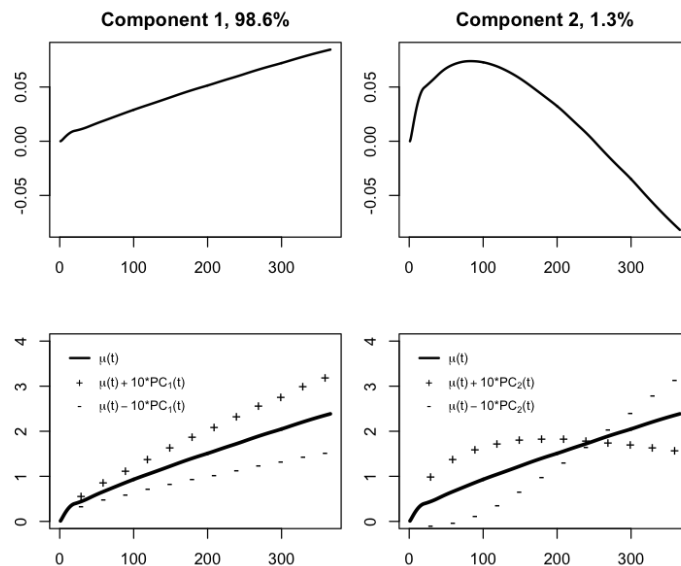 Component 1, 98.6%
Component 2, 1.3%
0.05
0.00
-0.05
0 100 200 300
0.05
0.00
-0.05
0 100 200 300
4
3
2
1
0
μ(t)
+ μ(t) + 10*PC₁(t)
- μ(t) − 10*PC₁(t)
0 100 200 300
4
3
2
1
0
μ(t)
+ μ(t) + 10*PC₂(t)
- μ(t) − 10*PC₂(t)
0 100 200 300